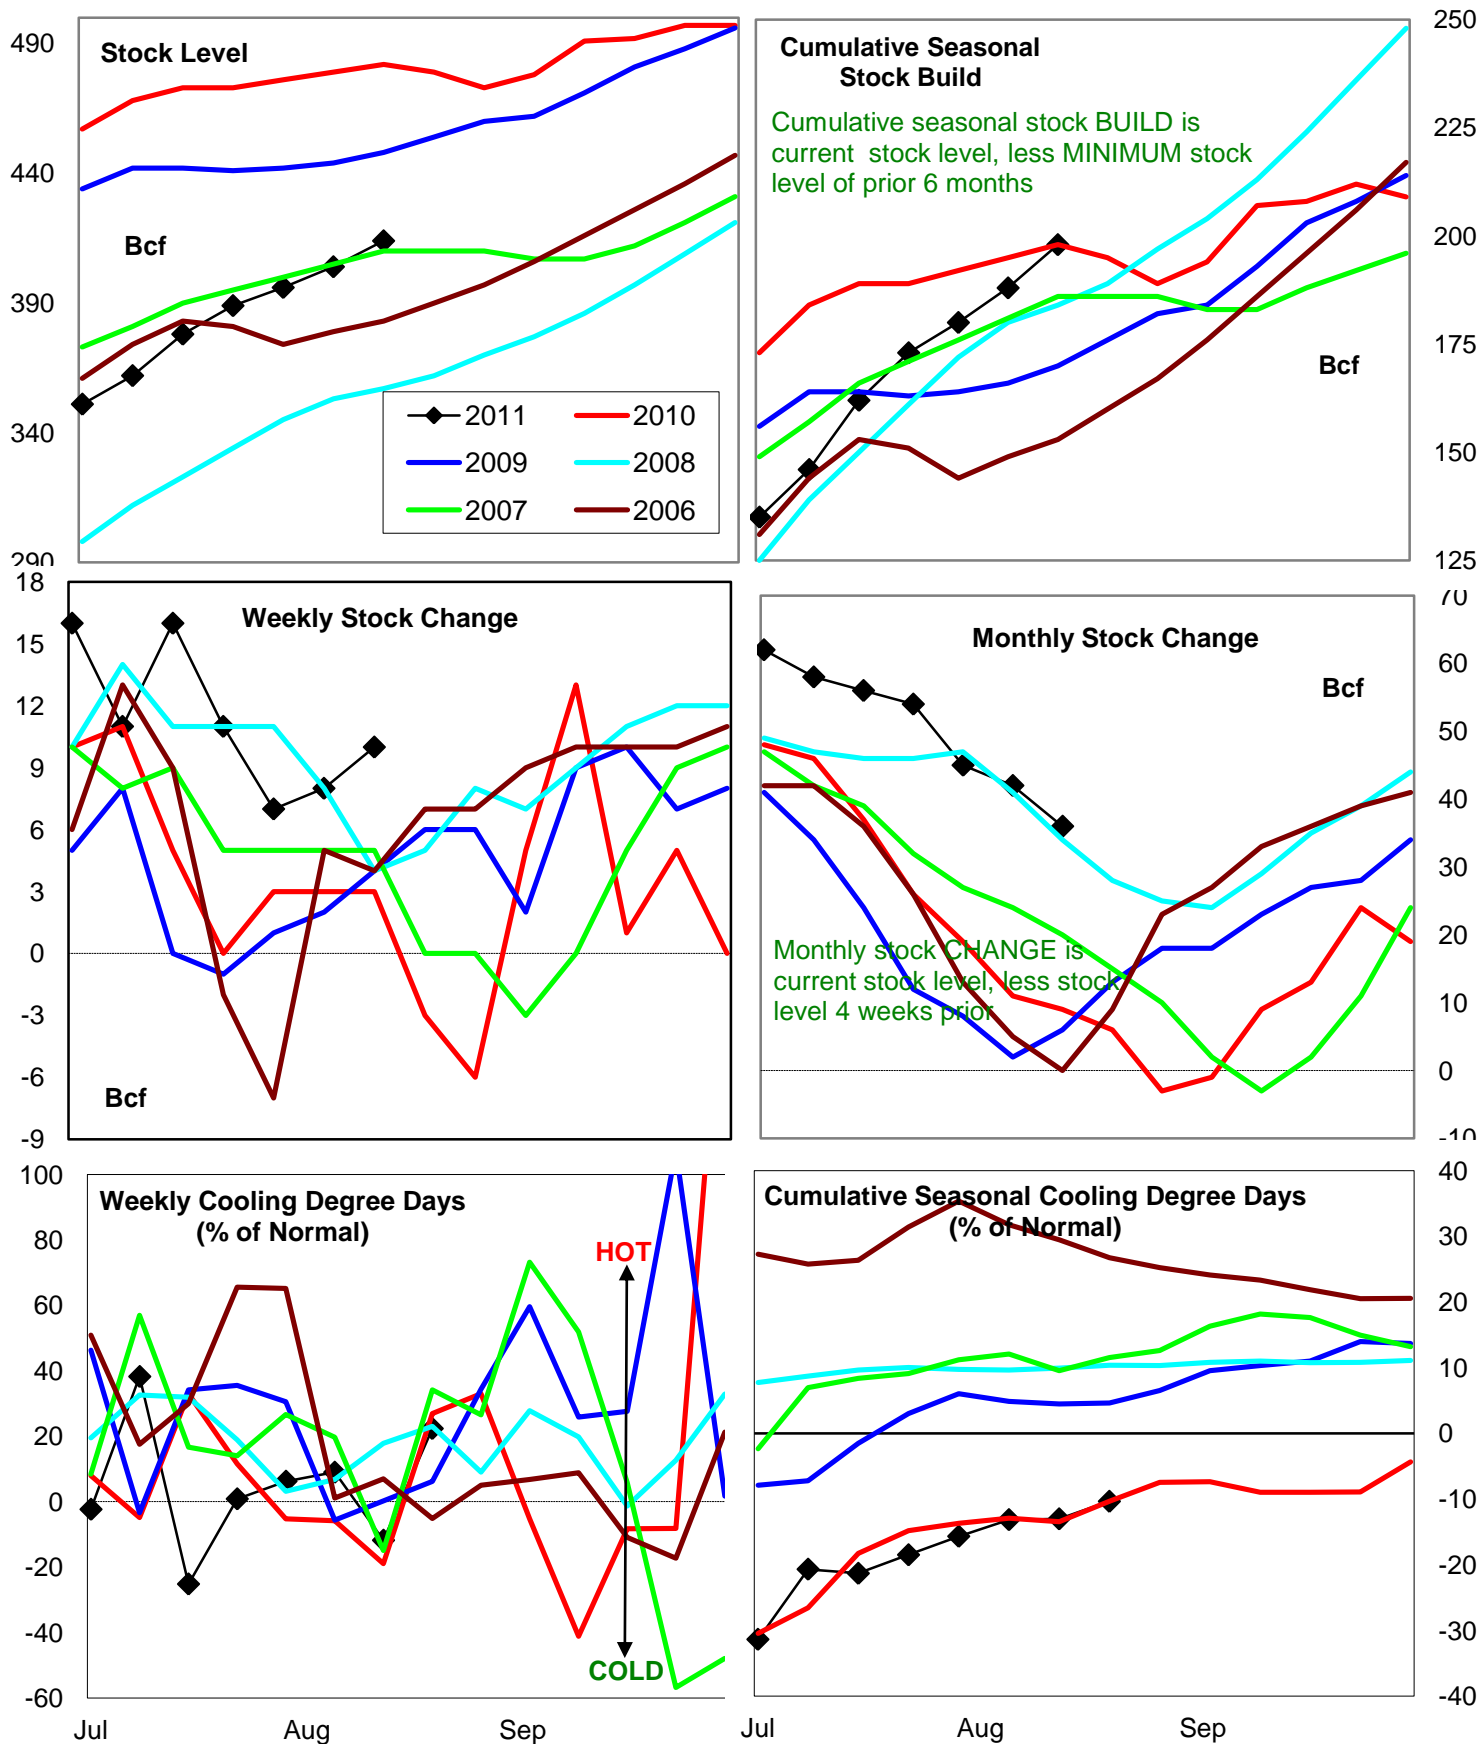 490
440
390
340
290
Stock Level
Bcf
2011
2010
2009
2008
2007
2006
Cumulative Seasonal
Stock Build
Cumulative seasonal stock BUILD is
current stock level, less MINIMUM stock
level of prior 6 months
Bcf
250
225
200
175
150
125
18
15
12
9
6
3
0
-3
-6
-9
Weekly Stock Change
Bcf
Monthly Stock Change
Bcf
Monthly stock CHANGE is
current stock level, less stock
level 4 weeks prior
70
60
50
40
30
20
10
0
-10
100
80
60
40
20
0
-20
-40
-60
Weekly Cooling Degree Days
(% of Normal)
HOT
COLD
Jul Aug Sep
Cumulative Seasonal Cooling Degree Days
(% of Normal)
40
30
20
10
0
-10
-20
-30
-40
Jul Aug Sep